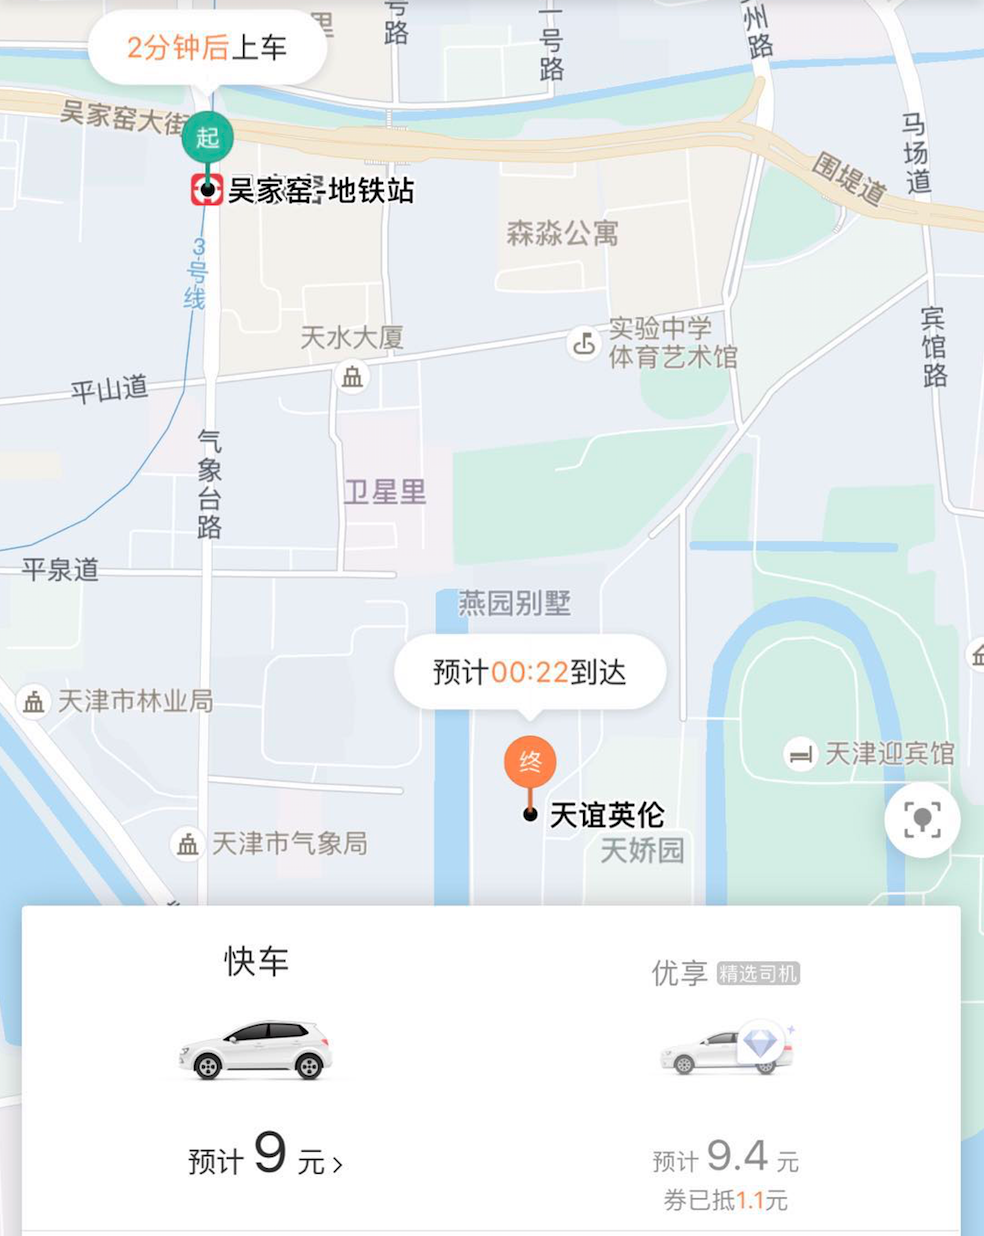 里
号路
一号路
州路
2分钟后上车
吴家窑大街
起
吴家窑-地铁站
马场道
围堤道
森淼公寓
3号线
天水大厦
实验中学
体育艺术馆
宾馆路
平山道
气象台路
卫星里
平泉道
燕园别墅
预计00:22到达
天津市林业局
终
天津迎宾馆
天谊英伦
天娇园
天津市气象局
快车
优享 精选司机
预计 9 元
预计 9.4 元
券已抵1.1元